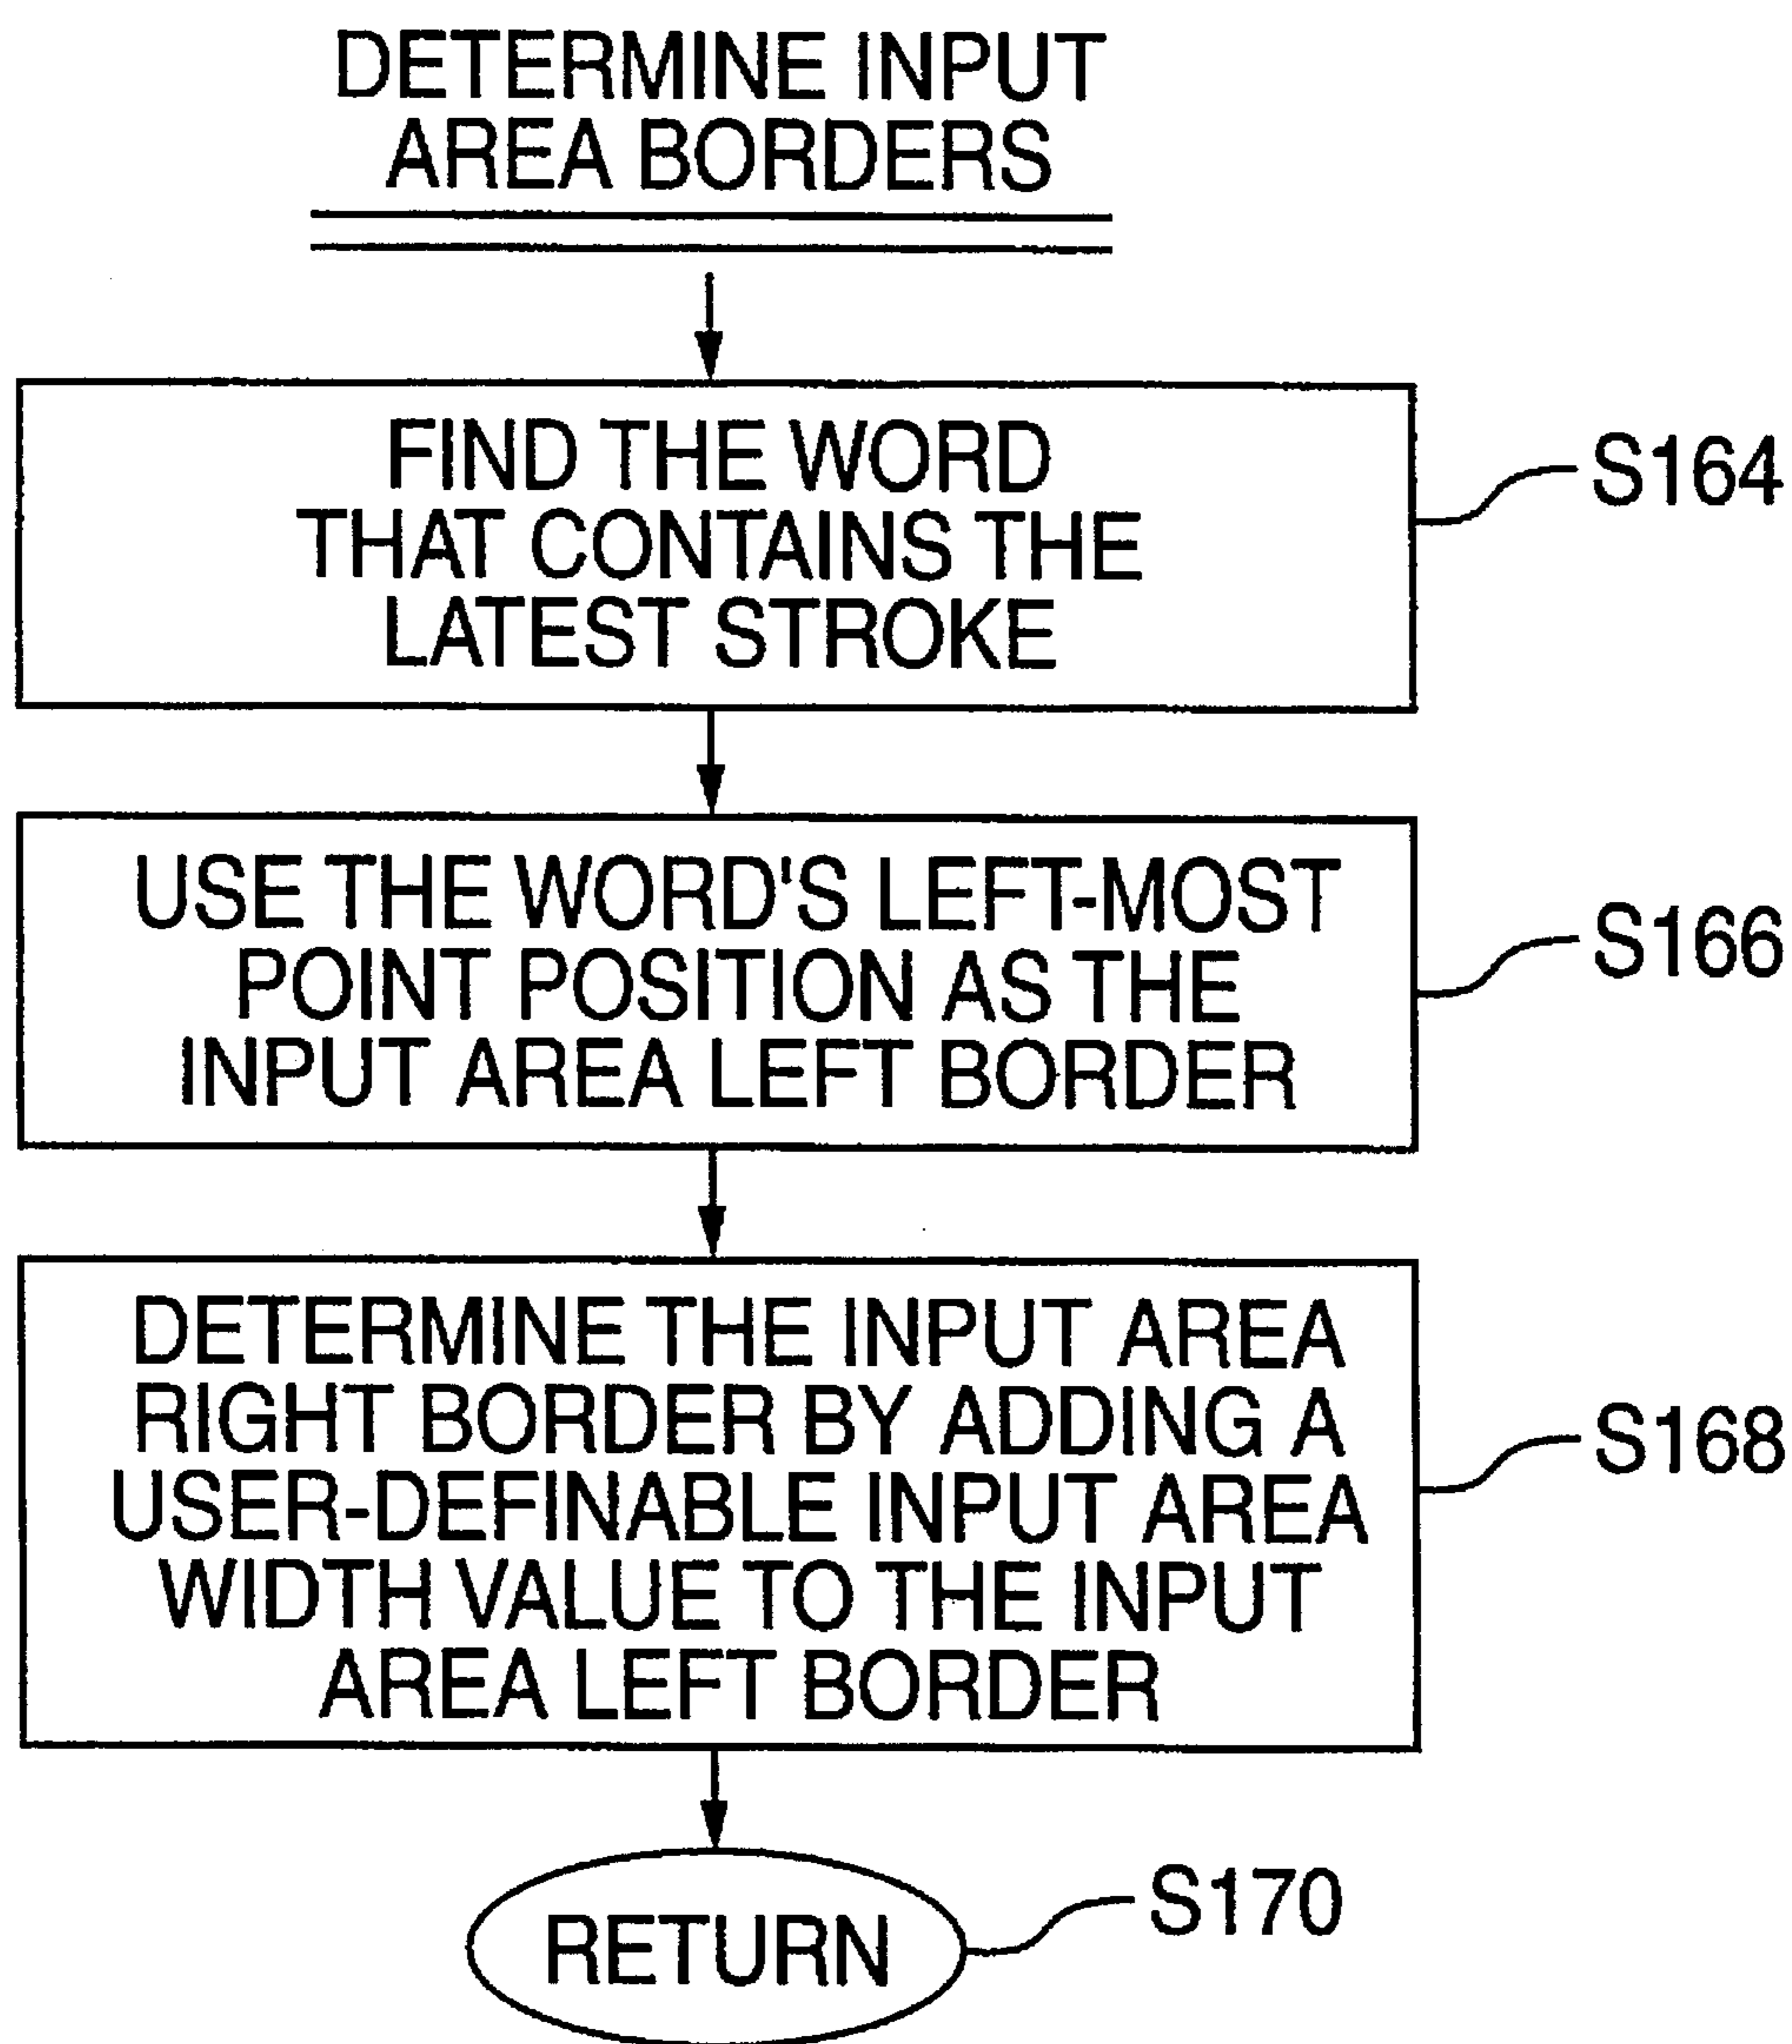 DETERMINE INPUT
AREA BORDERS
FIND THE WORD
THAT CONTAINS THE
LATEST STROKE
S164
USE THE WORD'S LEFT-MOST
POINT POSITION AS THE
INPUT AREA LEFT BORDER
S166
DETERMINE THE INPUT AREA
RIGHT BORDER BY ADDING A
USER-DEFINABLE INPUT AREA
WIDTH VALUE TO THE INPUT
AREA LEFT BORDER
S168
RETURN
S170